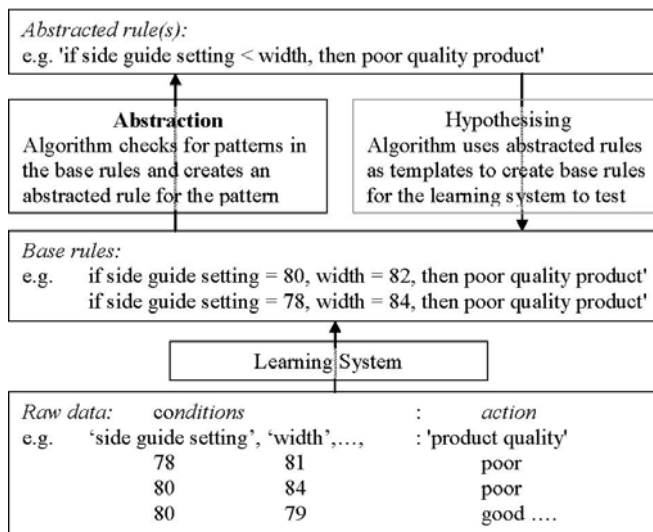 Abstracted rule(s):
e.g. 'if side guide setting < width, then poor quality product'
Abstraction
Algorithm checks for patterns in
the base rules and creates an
abstracted rule for the pattern
Hypothesising
Algorithm uses abstracted rules
as templates to create base rules
for the learning system to test
Base rules:
e.g. if side guide setting = 80, width = 82, then poor quality product'
if side guide setting = 78, width = 84, then poor quality product'
Learning System
Raw data: conditions : action
e.g. ‘side guide setting’, ‘width’,…, : 'product quality'
78 81 poor
80 84 poor
80 79 good ….